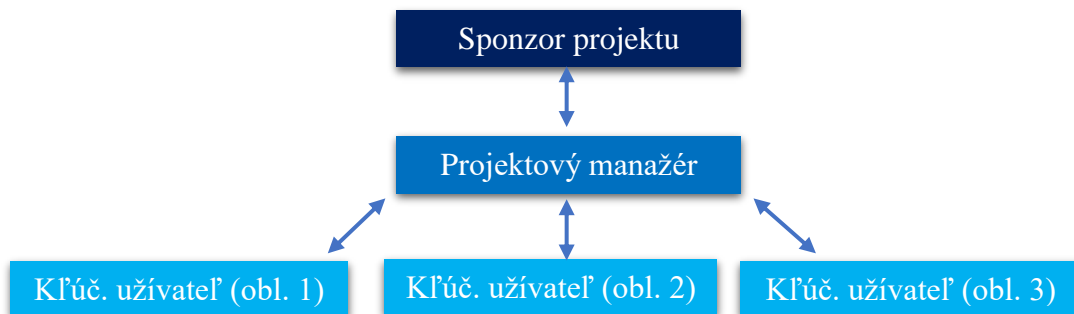 Sponzor projektu
Projektový manažér
Kľúč. užívateľ (obl. 1)
Kľúč. užívateľ (obl. 2)
Kľúč. užívateľ (obl. 3)